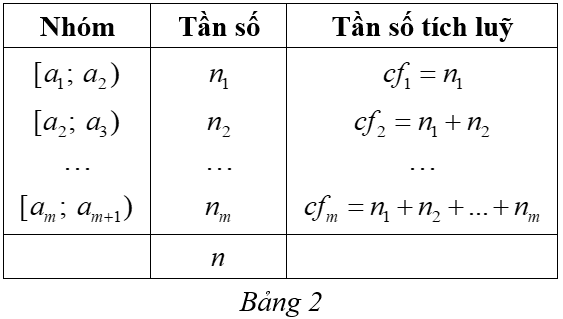 Nhóm Tần số Tần số tích luỹ
[a₁; a₂) n₁ cf₁ = n₁
[a₂; a₃) n₂ cf₂ = n₁ + n₂
… … …
[aₘ; aₘ₊₁) nₘ cfₘ = n₁ + n₂ + ... + nₘ
n
Bảng 2